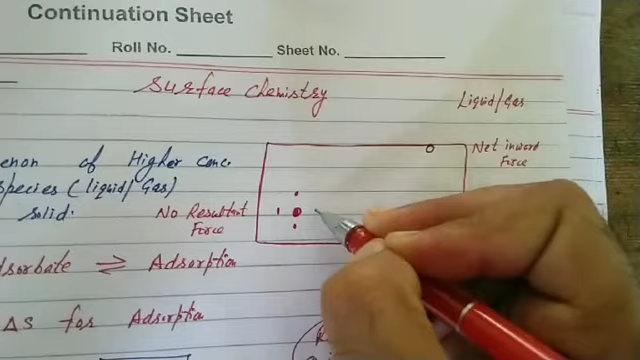 Continuation Sheet
Roll No. Sheet No.
Surface Chemistry
Liquid/Gas
enon of Higher conc.
Net inward
Force
species (liquid/Gas)
solid.
No Resultant
Force
dsorbate ⇌ Adsorption
ΔS for Adsorption